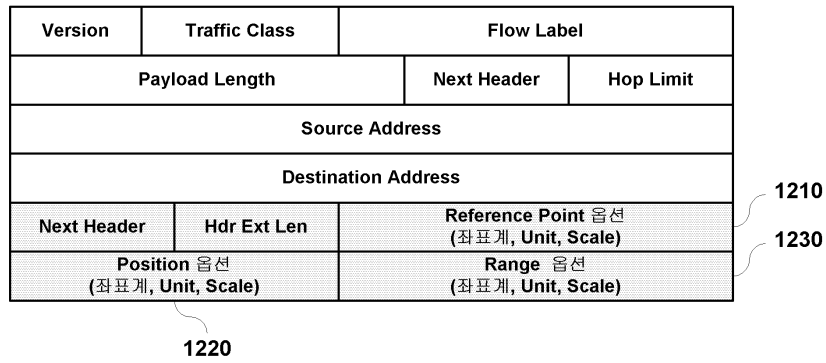 Version Traffic Class Flow Label
Payload Length Next Header Hop Limit
Source Address
Destination Address
1210
Next Header Hdr Ext Len Reference Point 옵션
(좌표계, Unit, Scale)
1230
Position 옵션 Range 옵션
(좌표계, Unit, Scale) (좌표계, Unit, Scale)
1220